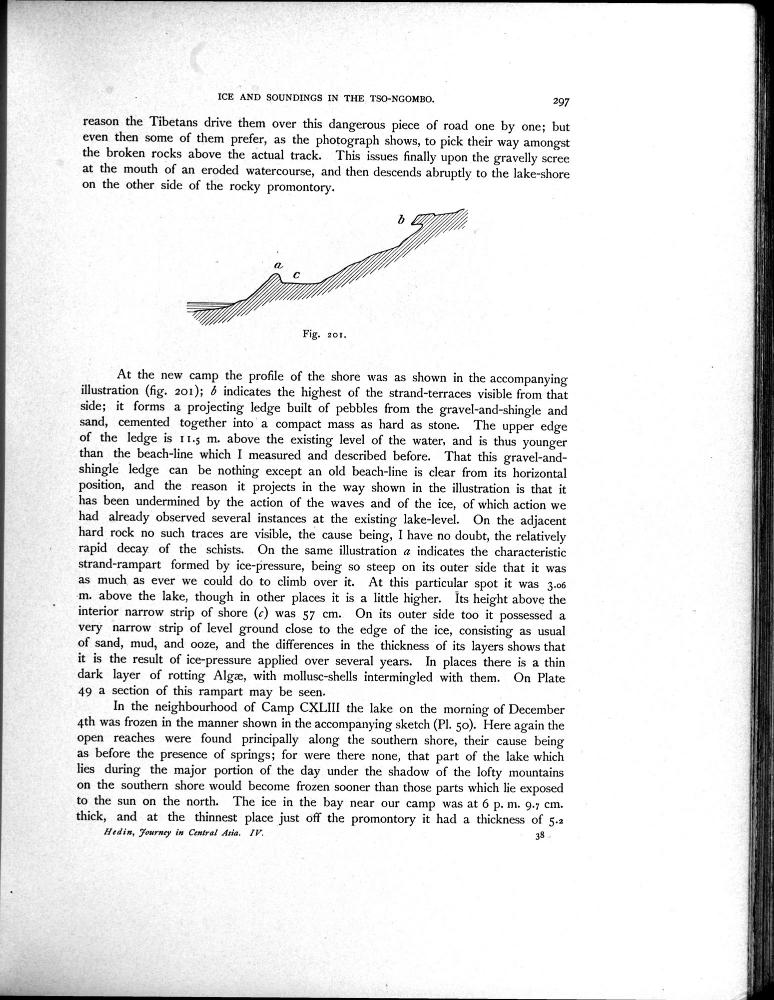 ICE AND SOUNDINGS IN THE TSO-NGOMBO. 297
reason the Tibetans drive them over this dangerous piece of road one by one; but
even then some of them prefer, as the photograph shows, to pick their way amongst
the broken rocks above the actual track. This issues finally upon the gravelly scree
at the mouth of an eroded watercourse, and then descends abruptly to the lake-shore
on the other side of the rocky promontory.
b
a
c
Fig. 201.
At the new camp the profile of the shore was as shown in the accompanying
illustration (fig. 201); b indicates the highest of the strand-terraces visible from that
side; it forms a projecting ledge built of pebbles from the gravel-and-shingle and
sand, cemented together into a compact mass as hard as stone. The upper edge
of the ledge is 11.5 m. above the existing level of the water, and is thus younger
than the beach-line which I measured and described before. That this gravel-and-
shingle ledge can be nothing except an old beach-line is clear from its horizontal
position, and the reason it projects in the way shown in the illustration is that it
has been undermined by the action of the waves and of the ice, of which action we
had already observed several instances at the existing lake-level. On the adjacent
hard rock no such traces are visible, the cause being, I have no doubt, the relatively
rapid decay of the schists. On the same illustration a indicates the characteristic
strand-rampart formed by ice-pressure, being so steep on its outer side that it was
as much as ever we could do to climb over it. At this particular spot it was 3.06
m. above the lake, though in other places it is a little higher. Its height above the
interior narrow strip of shore (c) was 57 cm. On its outer side too it possessed a
very narrow strip of level ground close to the edge of the ice, consisting as usual
of sand, mud, and ooze, and the differences in the thickness of its layers shows that
it is the result of ice-pressure applied over several years. In places there is a thin
dark layer of rotting Algæ, with mollusc-shells intermingled with them. On Plate
49 a section of this rampart may be seen.
In the neighbourhood of Camp CXLIII the lake on the morning of December
4th was frozen in the manner shown in the accompanying sketch (Pl. 50). Here again the
open reaches were found principally along the southern shore, their cause being
as before the presence of springs; for were there none, that part of the lake which
lies during the major portion of the day under the shadow of the lofty mountains
on the southern shore would become frozen sooner than those parts which lie exposed
to the sun on the north. The ice in the bay near our camp was at 6 p. m. 9.7 cm.
thick, and at the thinnest place just off the promontory it had a thickness of 5.2
Hedin, Journey in Central Asia. IV. 38